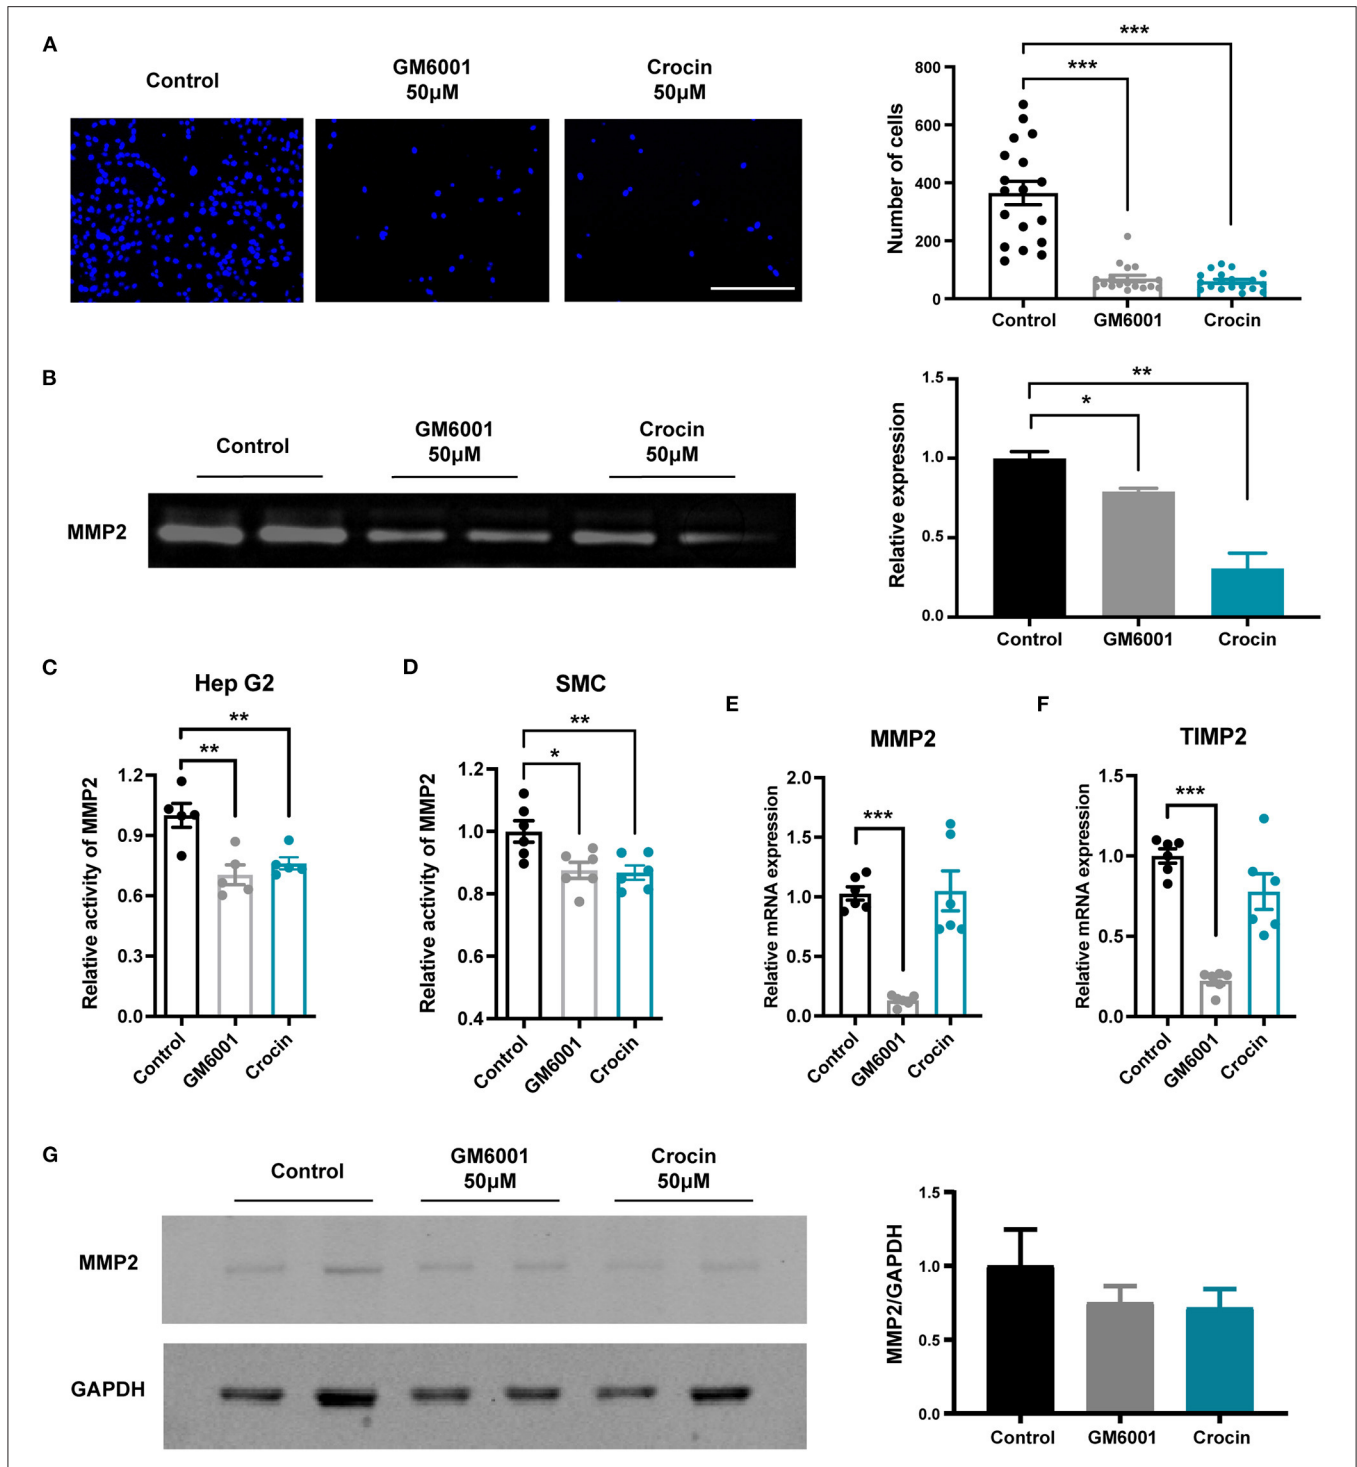 A
Control
GM6001
50µM
Crocin
50µM
***
***
800
600
400
200
0
Number of cells
Control
GM6001
Crocin
B
Control
GM6001
50µM
Crocin
50µM
MMP2
**
*
1.5
1.0
0.5
0.0
Relative expression
Control
GM6001
Crocin
C
Hep G2
**
**
1.2
0.9
0.6
0.3
0.0
Relative activity of MMP2
Control
GM6001
Crocin
D
SMC
**
*
1.0
0.8
0.6
0.4
Relative activity of MMP2
Control
GM6001
Crocin
E
MMP2
***
2.0
1.5
1.0
0.5
0.0
Relative mRNA expression
Control
GM6001
Crocin
F
TIMP2
***
1.5
1.0
0.5
0.0
Relative mRNA expression
Control
GM6001
Crocin
G
Control
GM6001
50µM
Crocin
50µM
MMP2
GAPDH
1.5
1.0
0.5
0.0
MMP2/GAPDH
Control
GM6001
Crocin